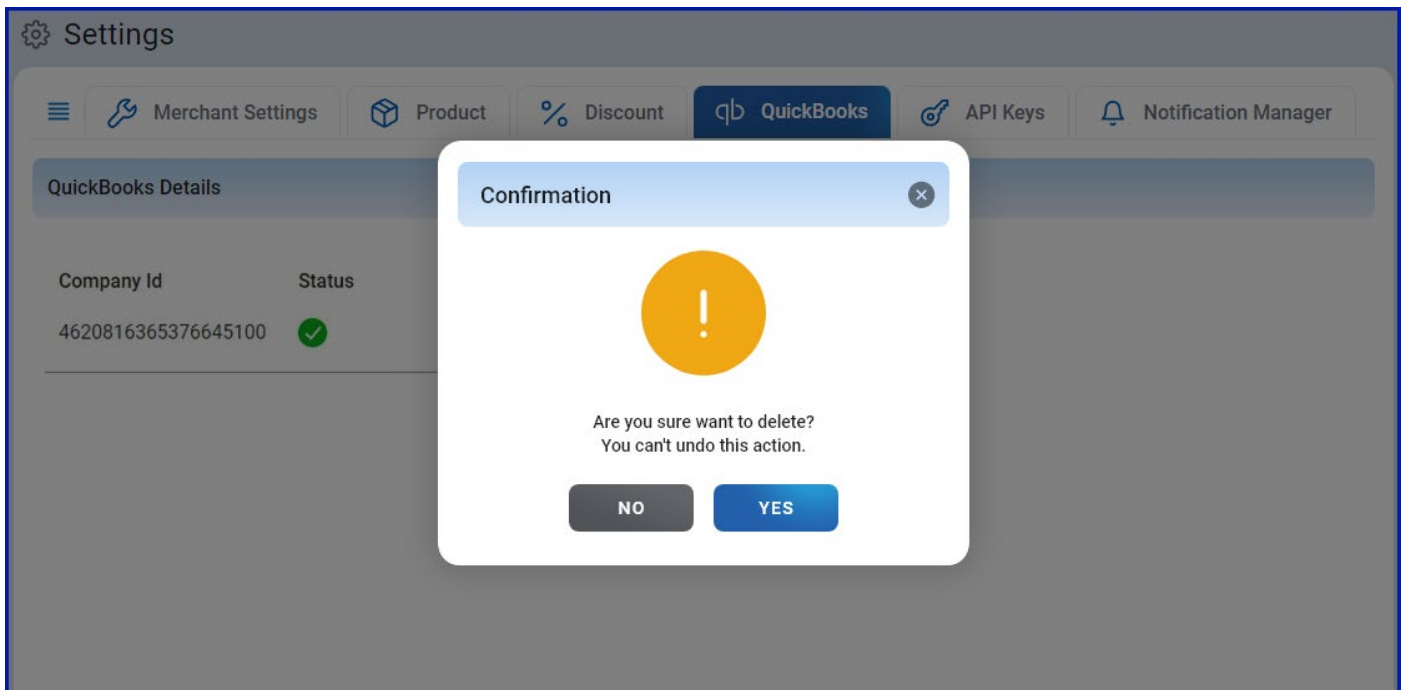 Settings
Merchant Settings Product Discount qb QuickBooks API Keys Notification Manager
QuickBooks Details
Confirmation
Company Id Status
4620816365376645100
Are you sure want to delete?
You can't undo this action.
NO YES